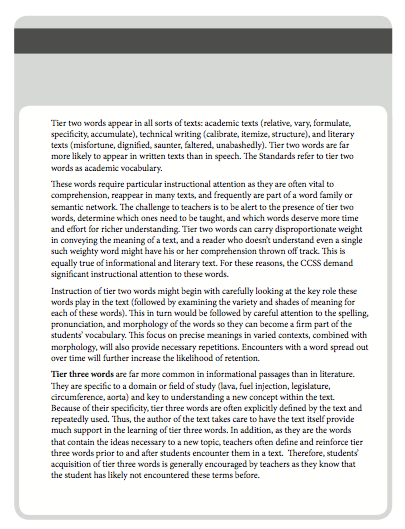 Tier two words appear in all sorts of texts: academic texts (relative, vary, formulate,
specificity, accumulate), technical writing (calibrate, itemize, structure), and literary
texts (misfortune, dignified, saunter, faltered, unabashedly). Tier two words are far
more likely to appear in written texts than in speech. The Standards refer to tier two
words as academic vocabulary.
These words require particular instructional attention as they are often vital to
comprehension, reappear in many texts, and frequently are part of a word family or
semantic network. The challenge to teachers is to be alert to the presence of tier two
words, determine which ones need to be taught, and which words deserve more time
and effort for richer understanding. Tier two words can carry disproportionate weight
in conveying the meaning of a text, and a reader who doesn't understand even a single
such weighty word might have his or her comprehension thrown off track. This is
equally true of informational and literary text. For these reasons, the CCSS demand
significant instructional attention to these words.
Instruction of tier two words might begin with carefully looking at the key role these
words play in the text (followed by examining the variety and shades of meaning for
each of these words). This in turn would be followed by careful attention to the spelling,
pronunciation, and morphology of the words so they can become a firm part of the
students' vocabulary. This focus on precise meanings in varied contexts, combined with
morphology, will also provide necessary repetitions. Encounters with a word spread out
over time will further increase the likelihood of retention.
Tier three words are far more common in informational passages than in literature.
They are specific to a domain or field of study (lava, fuel injection, legislature,
circumference, aorta) and key to understanding a new concept within the text.
Because of their specificity, tier three words are often explicitly defined by the text and
repeatedly used. Thus, the author of the text takes care to have the text itself provide
much support in the learning of tier three words. In addition, as they are the words
that contain the ideas necessary to a new topic, teachers often define and reinforce tier
three words prior to and after students encounter them in a text. Therefore, students'
acquisition of tier three words is generally encouraged by teachers as they know that
the student has likely not encountered these terms before.